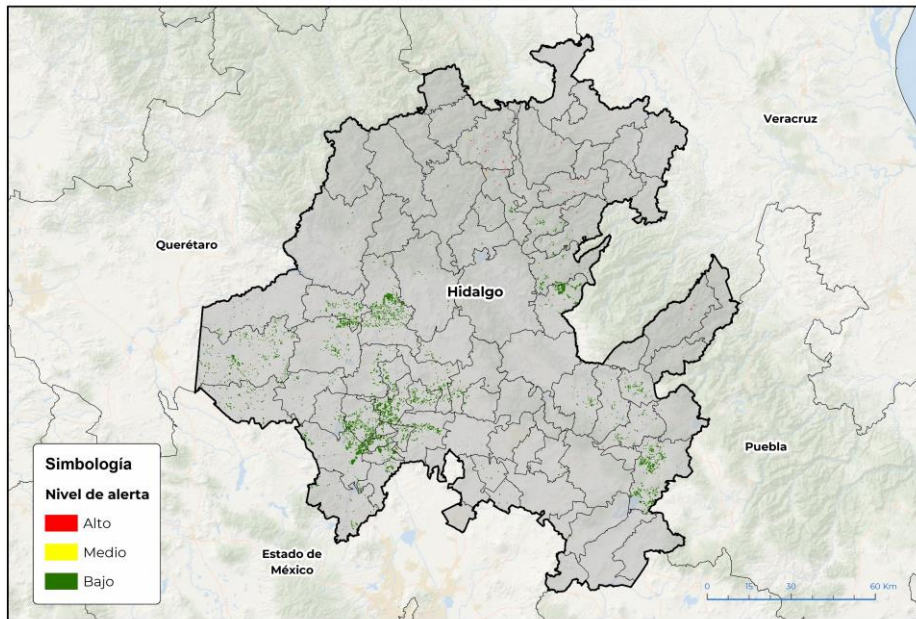 Veracruz
Querétaro
Hidalgo
Puebla
Estado de
México
Simbología
Nivel de alerta
Alto
Medio
Bajo
0 15 30 60 Km